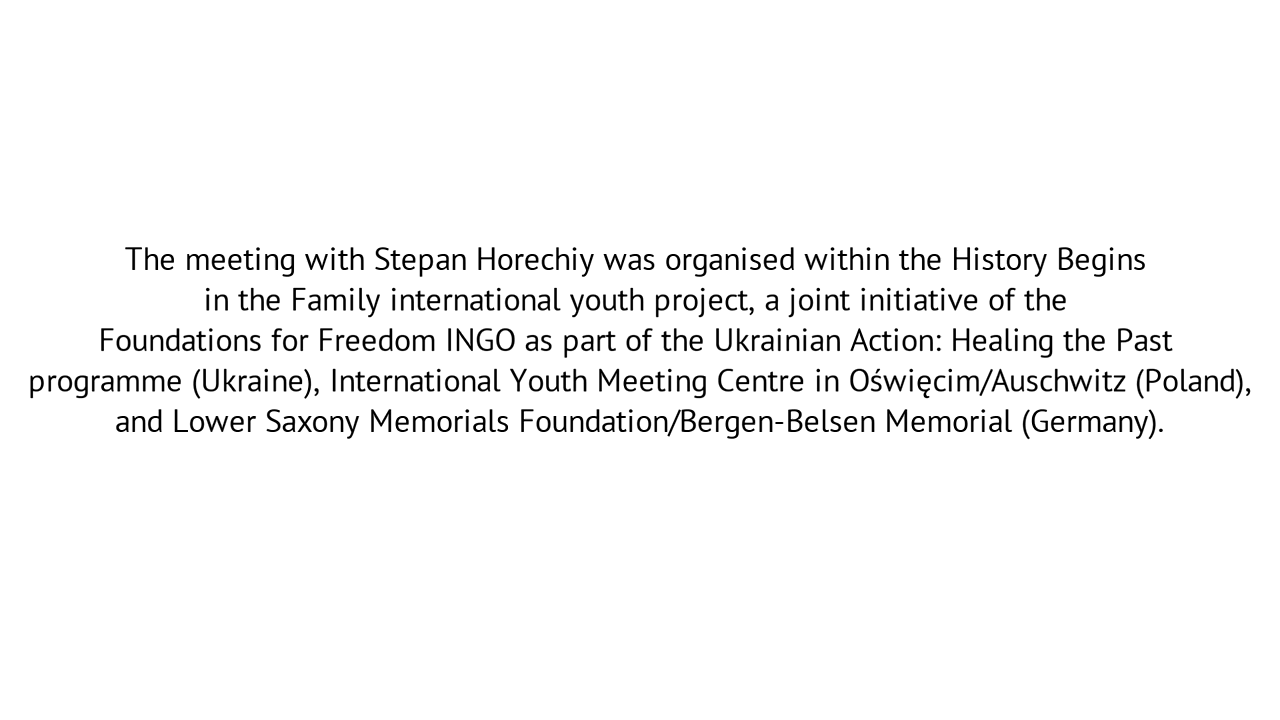 The meeting with Stepan Horechiy was organised within the History Begins
in the Family international youth project, a joint initiative of the
Foundations for Freedom INGO as part of the Ukrainian Action: Healing the Past
programme (Ukraine), International Youth Meeting Centre in Oświęcim/Auschwitz (Poland),
and Lower Saxony Memorials Foundation/Bergen-Belsen Memorial (Germany).